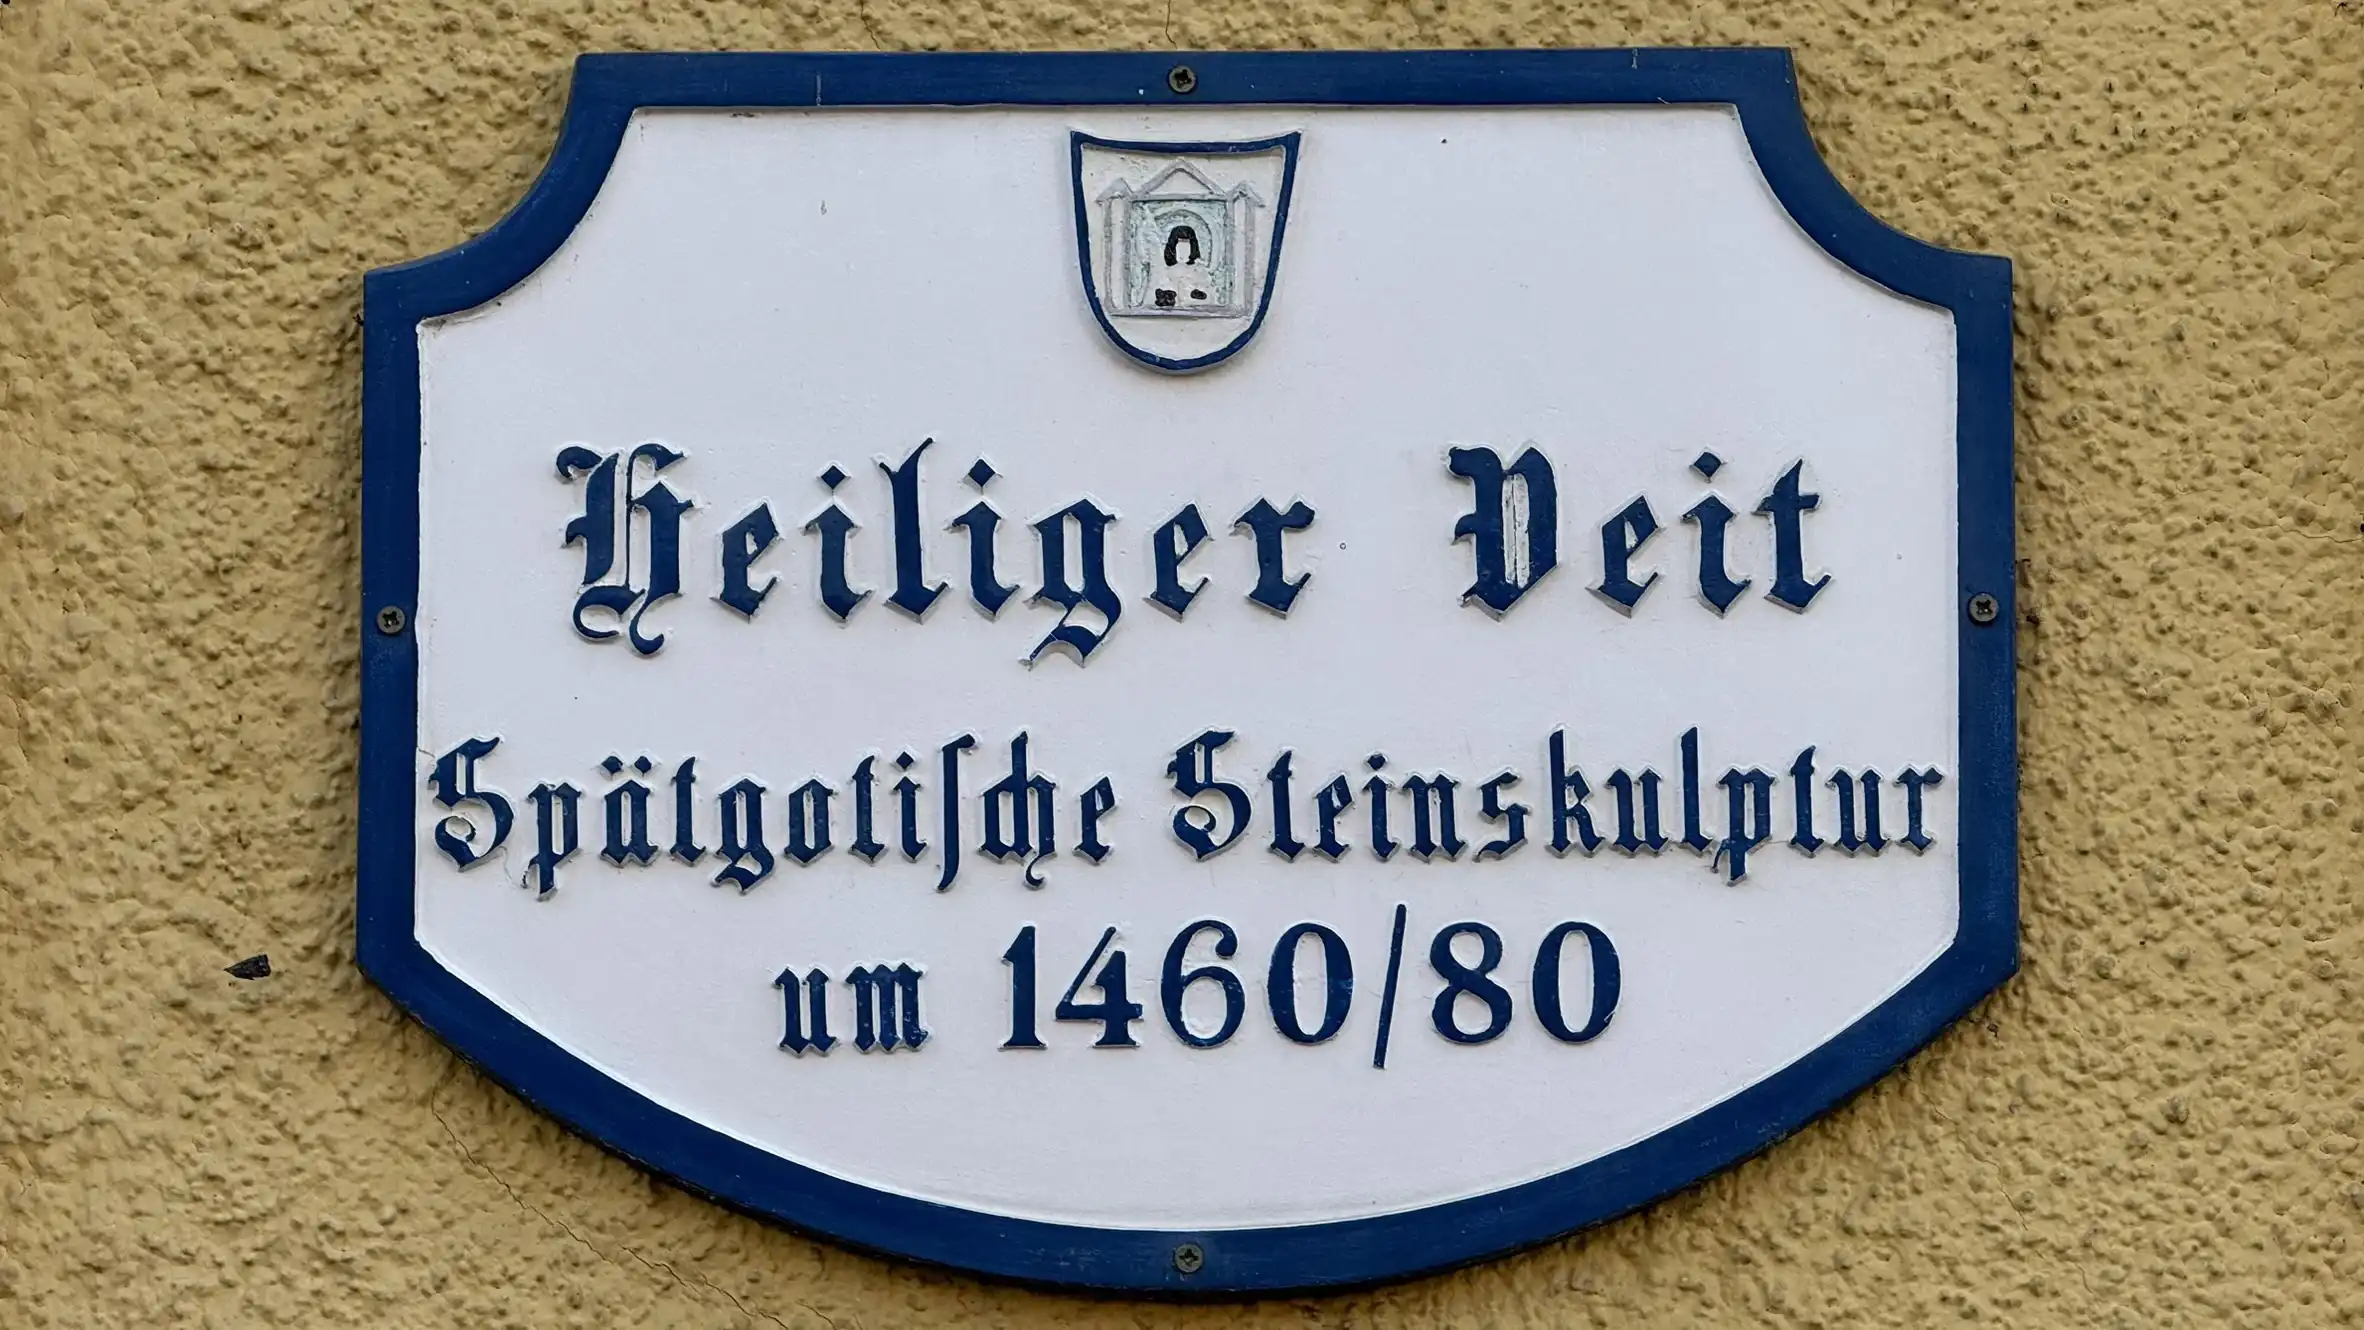 Heiliger Veit
Spätgotiſche Steinskulptur
um 1460/80